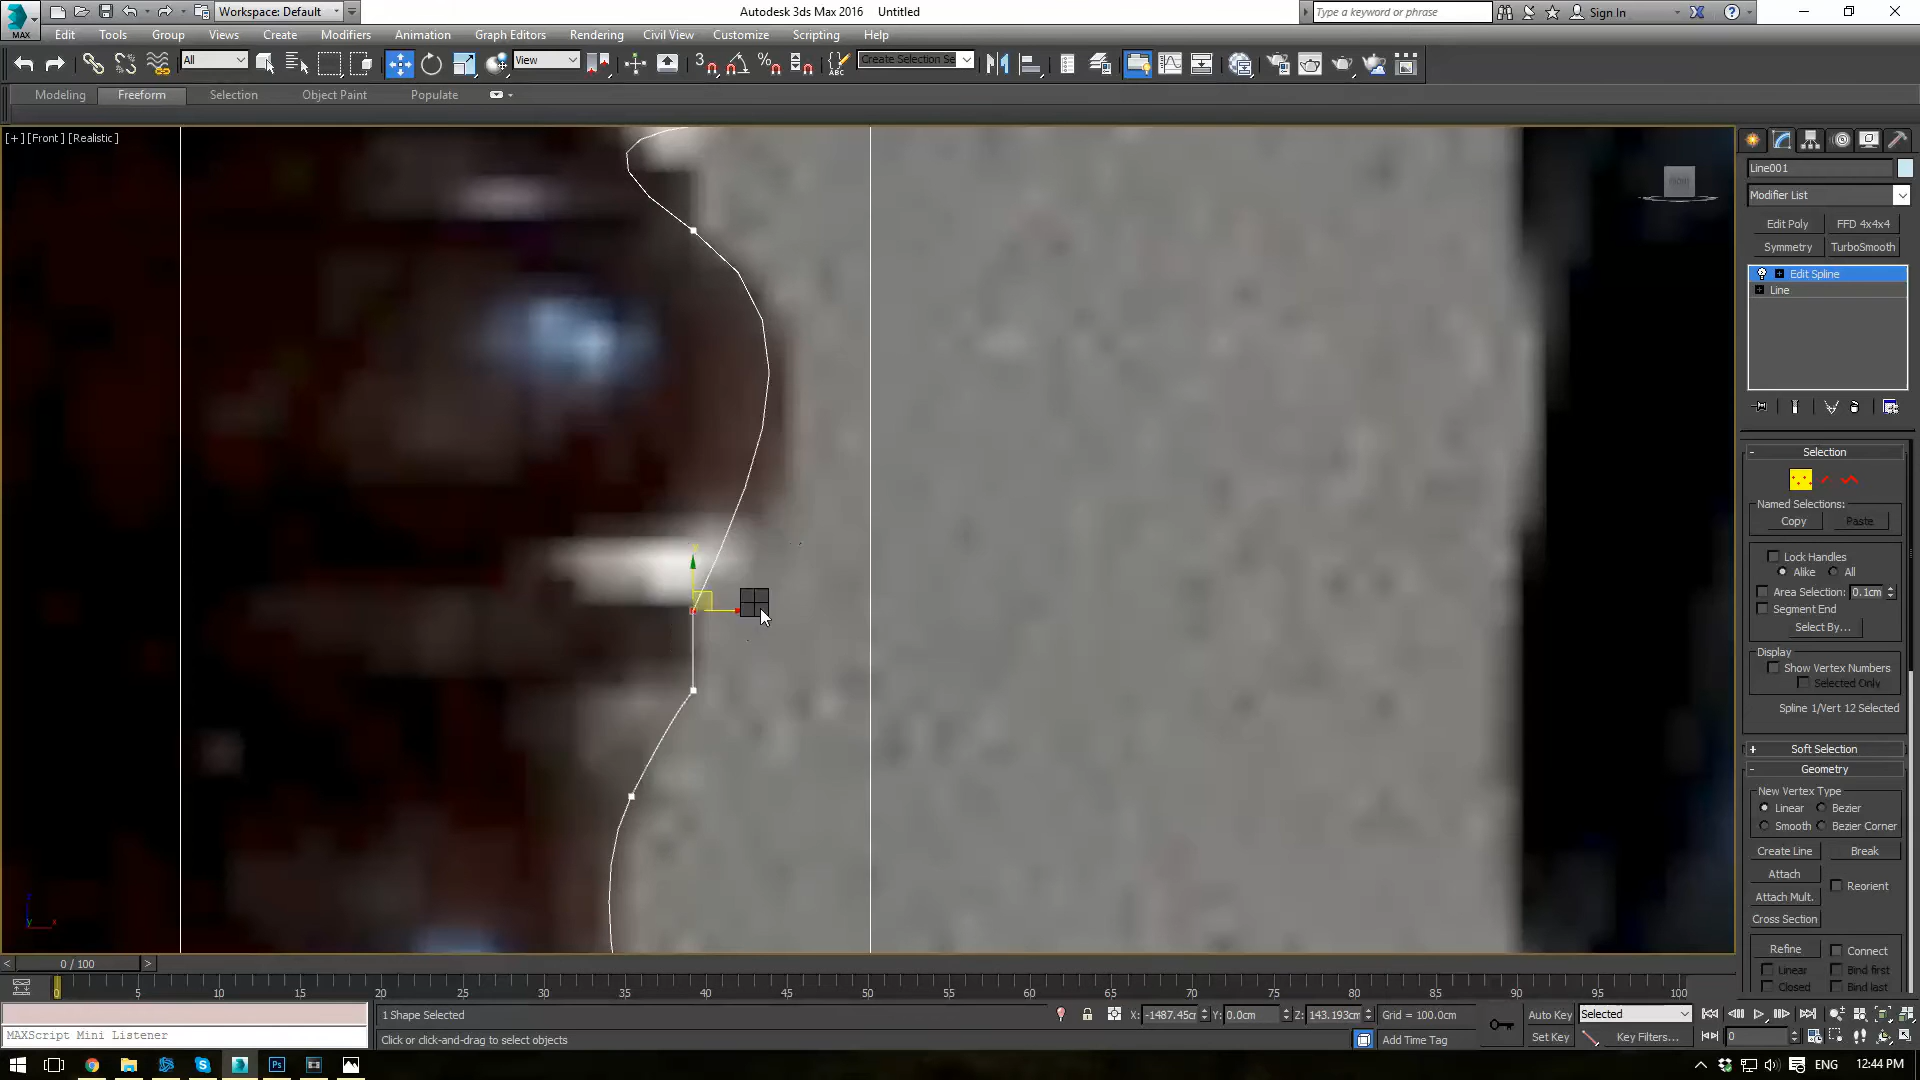 Workspace: Default
Autodesk 3ds Max 2016 Untitled
Type a keyword or phrase
Sign In
MAX
Edit Tools Group Views Create Modifiers Animation Graph Editors Rendering Civil View Customize Scripting Help
All
View
3
ABC
Create Selection Se
Modeling Freeform Selection Object Paint Populate
[+] [Front] [Realistic]
Line001
Modifier List
Edit Poly FFD 4x4x4
Symmetry TurboSmooth
Edit Spline
Line
- Selection
Named Selections:
Copy Paste
Lock Handles
Alike All
Area Selection: 0.1cm
Segment End
Select By...
Display
Show Vertex Numbers
Selected Only
Spline 1/Vert 12 Selected
+ Soft Selection
- Geometry
New Vertex Type
Linear Bezier
Smooth Bezier Corner
Create Line Break
Attach
Reorient
Attach Mult.
Cross Section
Refine Connect
Linear Bind first
Closed Bind last
< 0 / 100 >
0 5 10 15 20 25 30 35 40 45 50 55 60 65 70 75 80 85 90 95 100
1 Shape Selected
X: -1487.45cm Y: 0.0cm Z: 143.193cm Grid = 100.0cm
Auto Key Selected
MAXScript Mini Listener
Click or click-and-drag to select objects
Add Time Tag
Set Key Key Filters...
0
ENG 12:44 PM